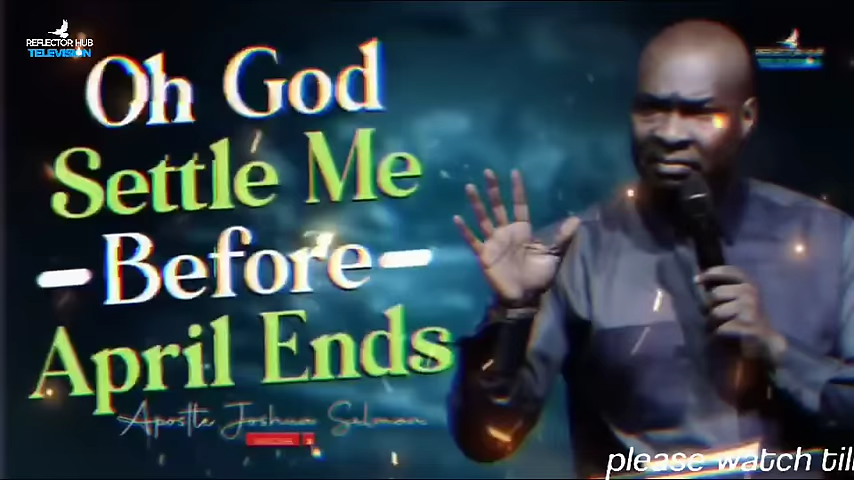 REFLECTOR HUB
TELEVISION
Oh God
Settle Me
Before
April Ends
Apostle Joshua Selman
please watch till